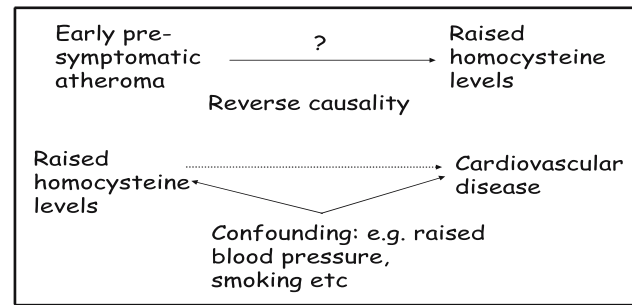 Early pre-
symptomatic
atheroma
?
Raised
homocysteine
levels
Reverse causality
Raised
homocysteine
levels
Cardiovascular
disease
Confounding: e.g. raised
blood pressure,
smoking etc